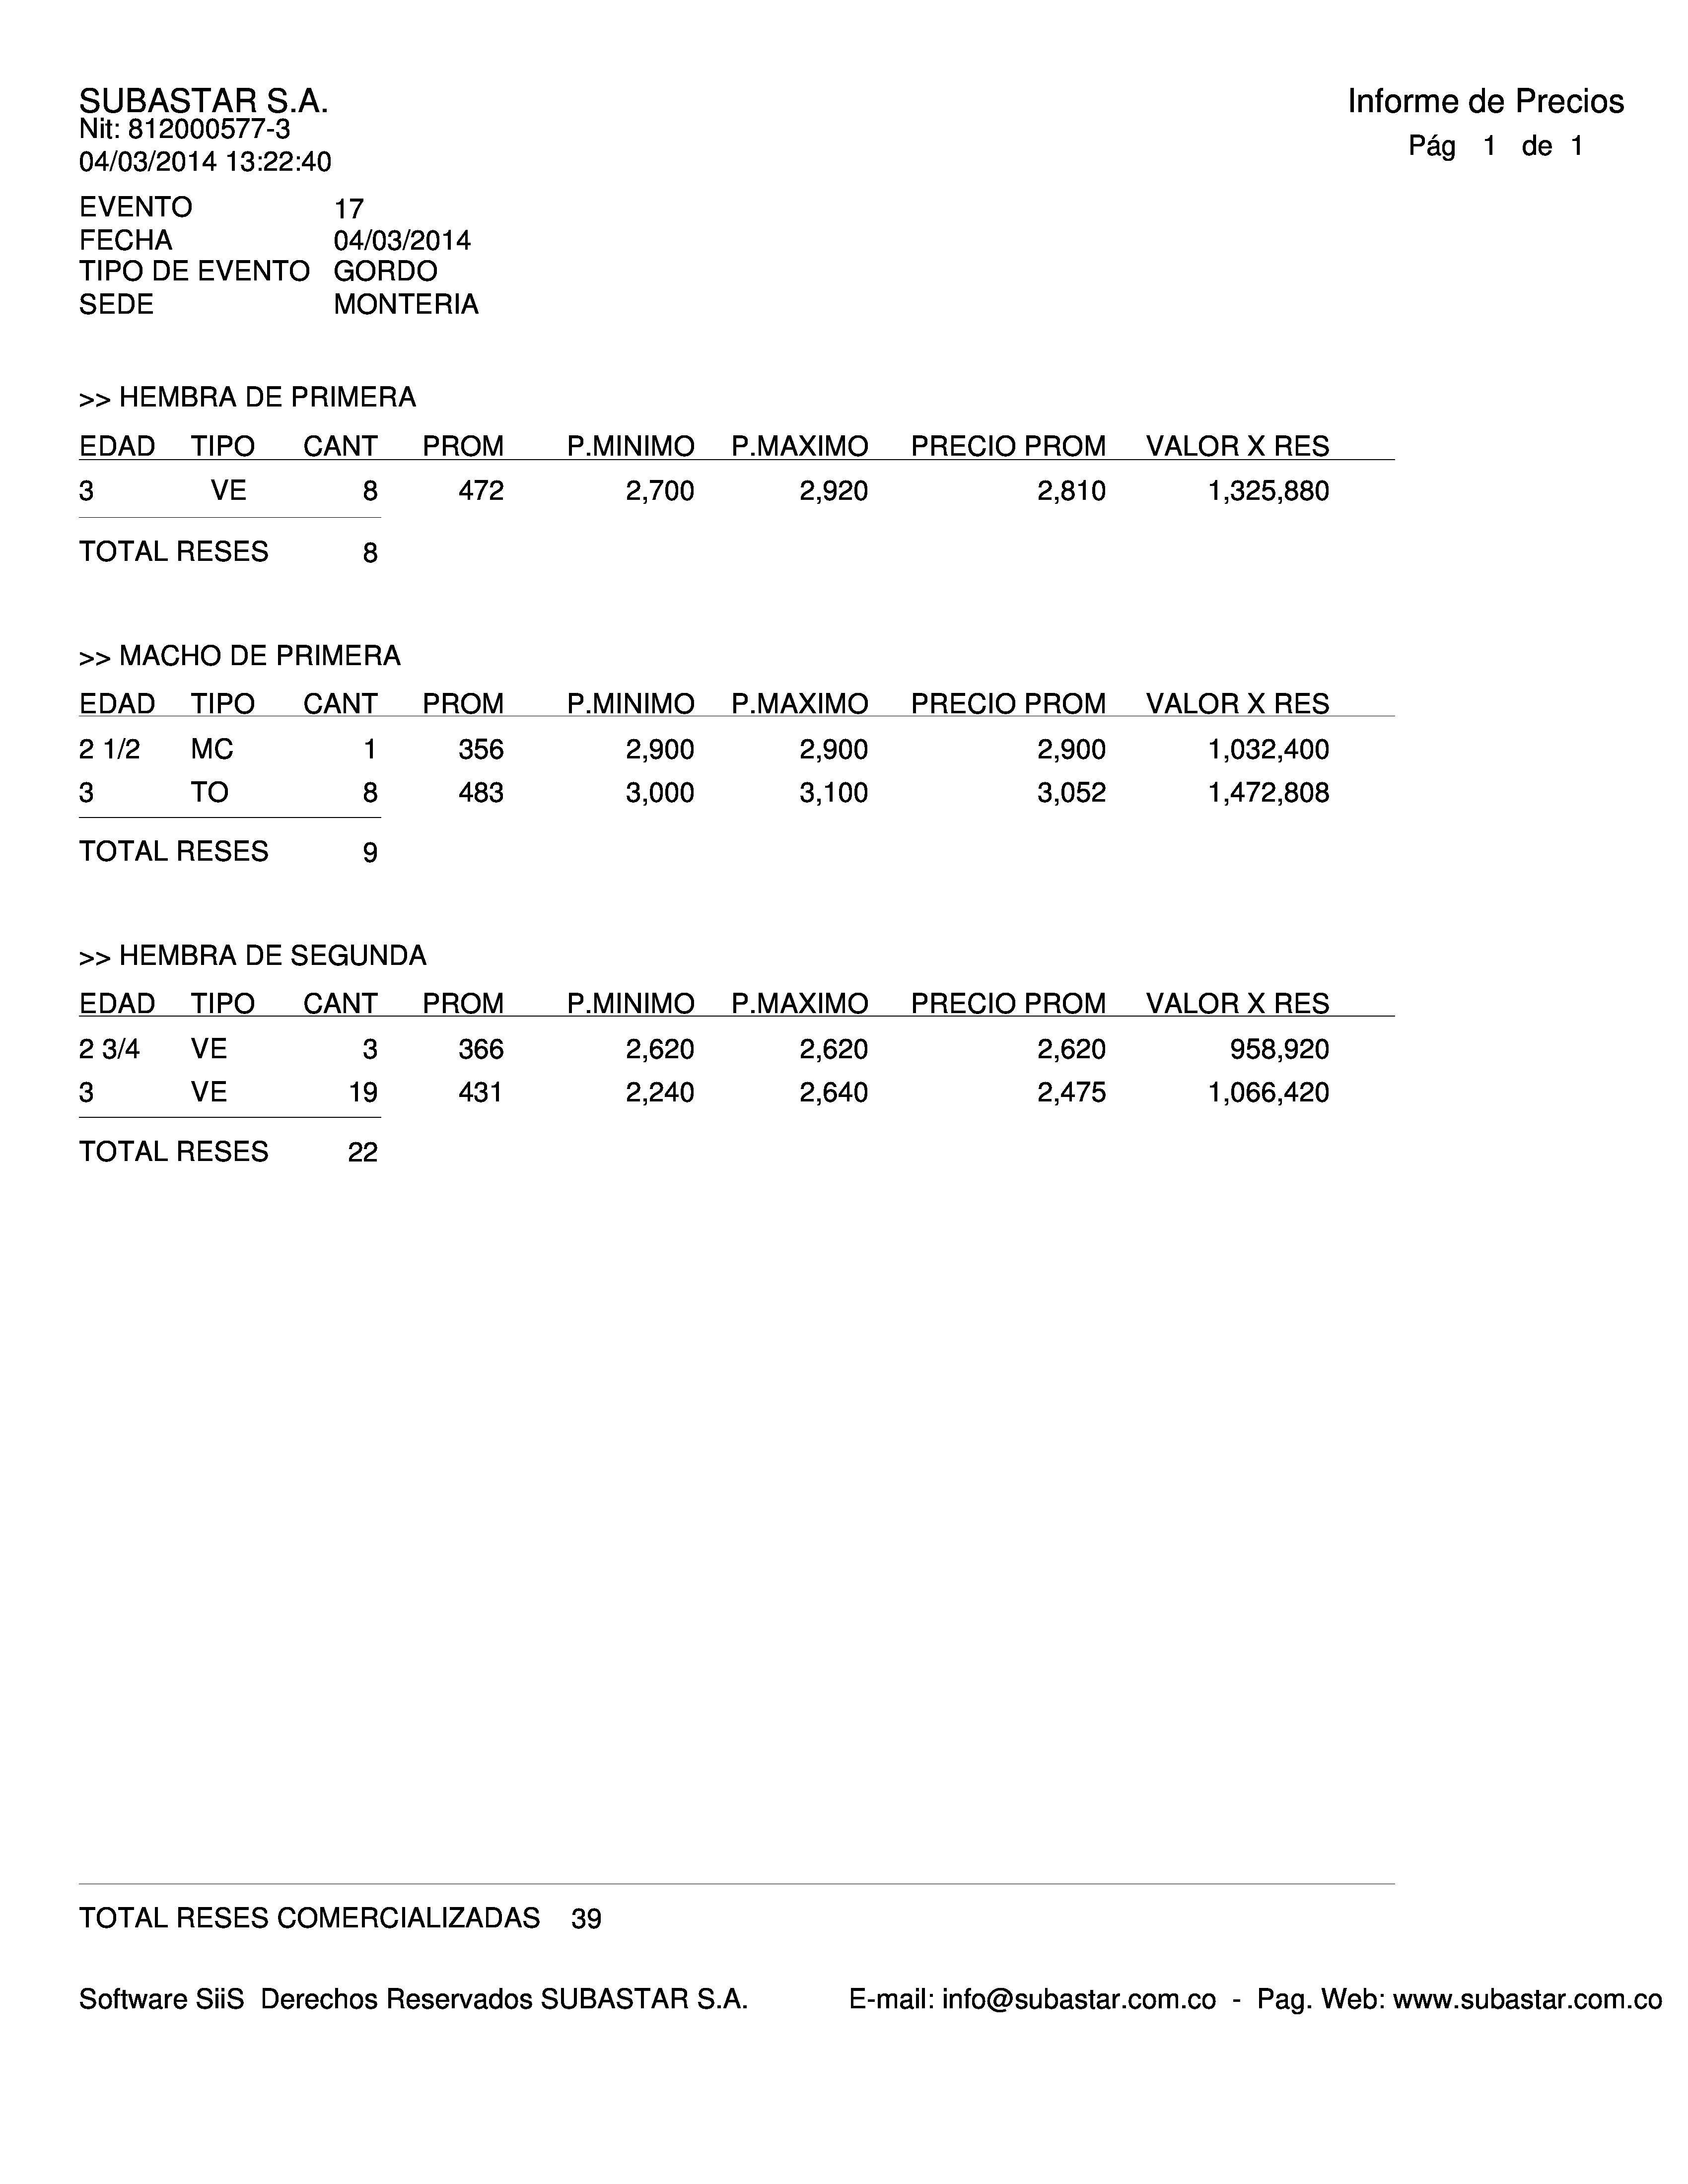 SUBASTAR S.A. Informe de Precios
Nit: 812000577-3
Pág 1 de 1
04/03/2014 13:22:40
EVENTO 17
FECHA 04/03/2014
TIPO DE EVENTO GORDO
SEDE MONTERIA
>> HEMBRA DE PRIMERA
EDAD TIPO CANT PROM P.MINIMO P.MAXIMO PRECIO PROM VALOR X RES
3 VE 8 472 2,700 2,920 2,810 1,325,880
TOTAL RESES 8
>> MACHO DE PRIMERA
EDAD TIPO CANT PROM P.MINIMO P.MAXIMO PRECIO PROM VALOR X RES
2 1/2 MC 1 356 2,900 2,900 2,900 1,032,400
3 TO 8 483 3,000 3,100 3,052 1,472,808
TOTAL RESES 9
>> HEMBRA DE SEGUNDA
EDAD TIPO CANT PROM P.MINIMO P.MAXIMO PRECIO PROM VALOR X RES
2 3/4 VE 3 366 2,620 2,620 2,620 958,920
3 VE 19 431 2,240 2,640 2,475 1,066,420
TOTAL RESES 22
TOTAL RESES COMERCIALIZADAS 39
Software SiiS Derechos Reservados SUBASTAR S.A. E-mail: info@subastar.com.co - Pag. Web: www.subastar.com.co